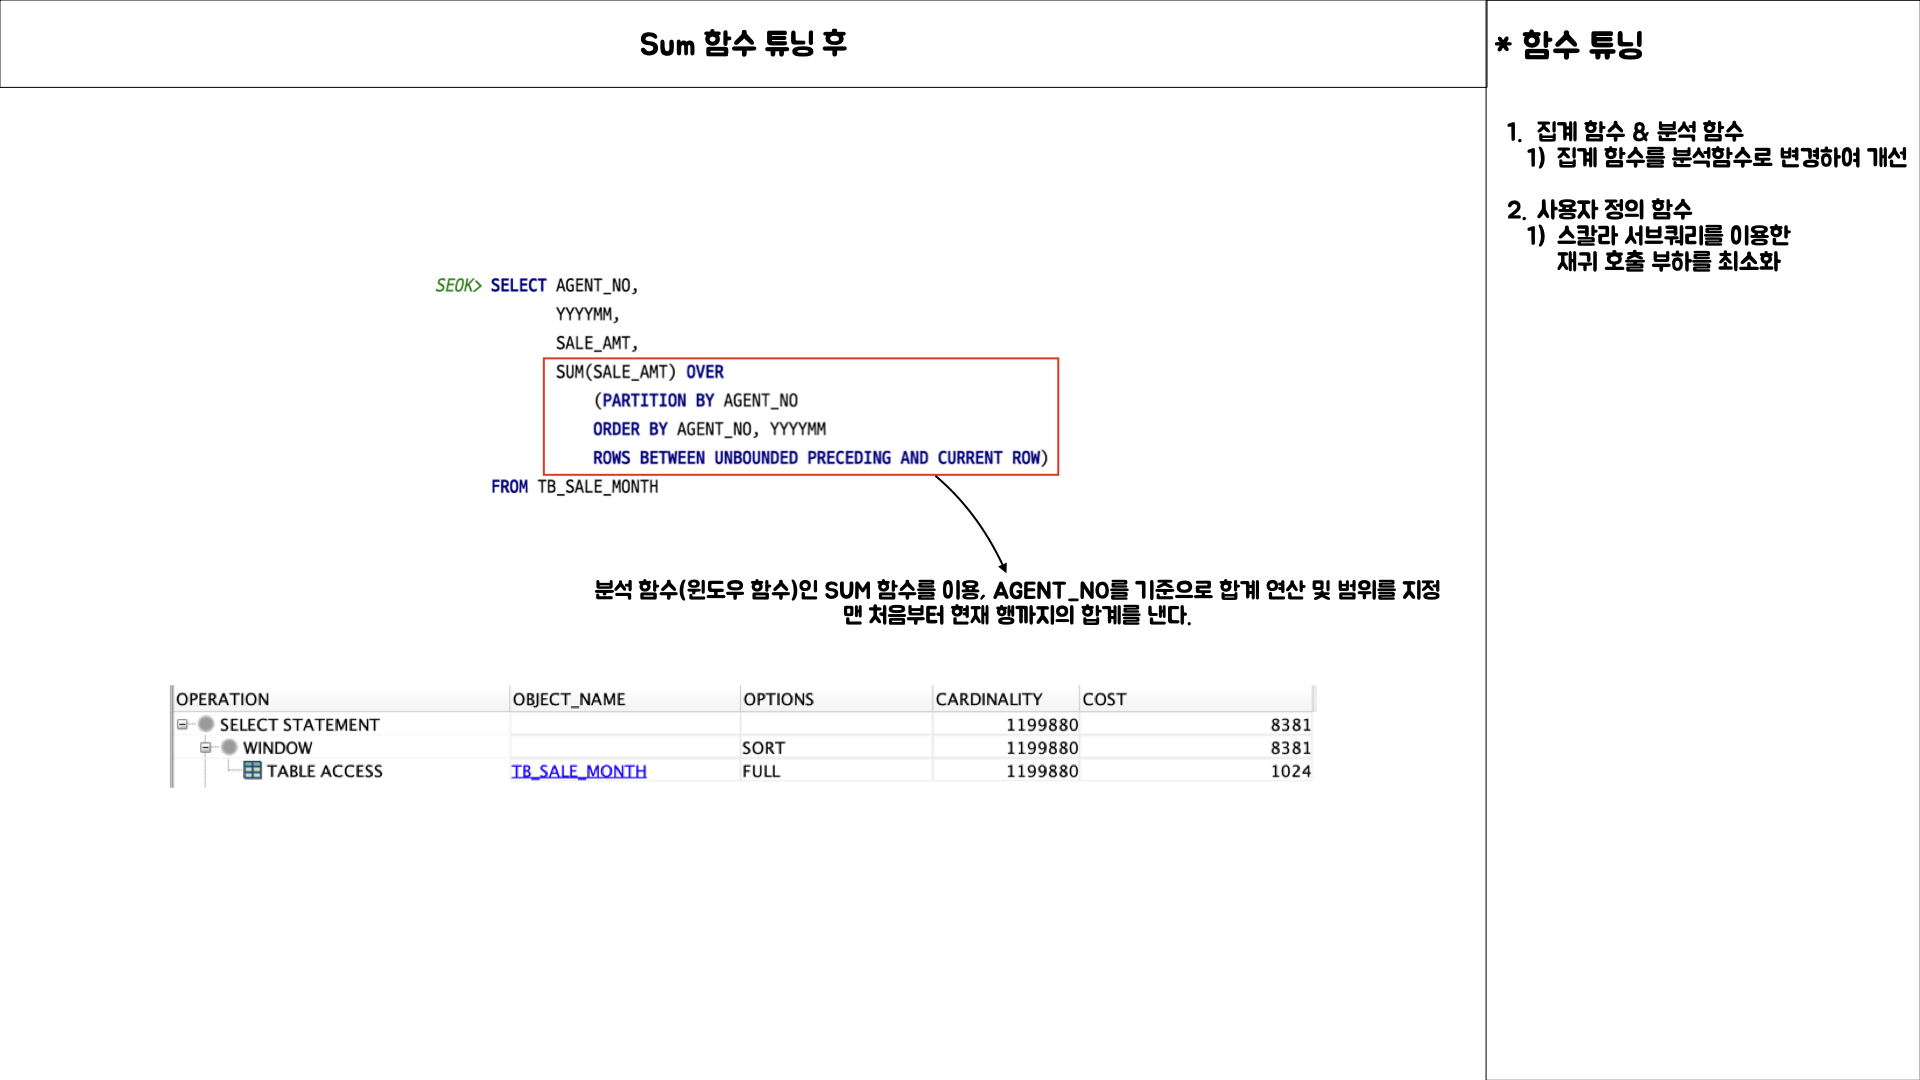 Sum 함수 튜닝 후
* 함수 튜닝
1. 집계 함수 & 분석 함수
1) 집계 함수를 분석함수로 변경하여 개선
2. 사용자 정의 함수
1) 스칼라 서브쿼리를 이용한
재귀 호출 부하를 최소화
SEOK> SELECT AGENT_NO,
YYYYMM,
SALE_AMT,
SUM(SALE_AMT) OVER
(PARTITION BY AGENT_NO
ORDER BY AGENT_NO, YYYYMM
ROWS BETWEEN UNBOUNDED PRECEDING AND CURRENT ROW)
FROM TB_SALE_MONTH
분석 함수(윈도우 함수)인 SUM 함수를 이용, AGENT_NO를 기준으로 합계 연산 및 범위를 지정
맨 처음부터 현재 행까지의 합계를 낸다.
OPERATION OBJECT_NAME OPTIONS CARDINALITY COST
SELECT STATEMENT 1199880 8381
WINDOW SORT 1199880 8381
TABLE ACCESS TB_SALE_MONTH FULL 1199880 1024